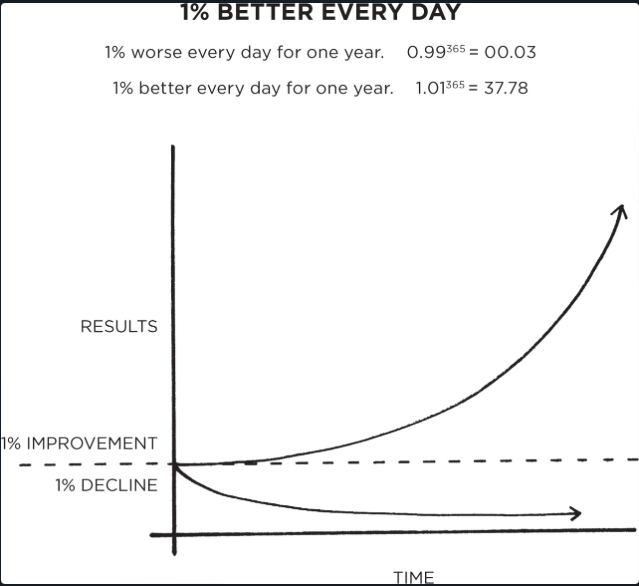 1% BETTER EVERY DAY
1% worse every day for one year. 0.99³⁶⁵ = 00.03
1% better every day for one year. 1.01³⁶⁵ = 37.78
RESULTS
1% IMPROVEMENT
1% DECLINE
TIME